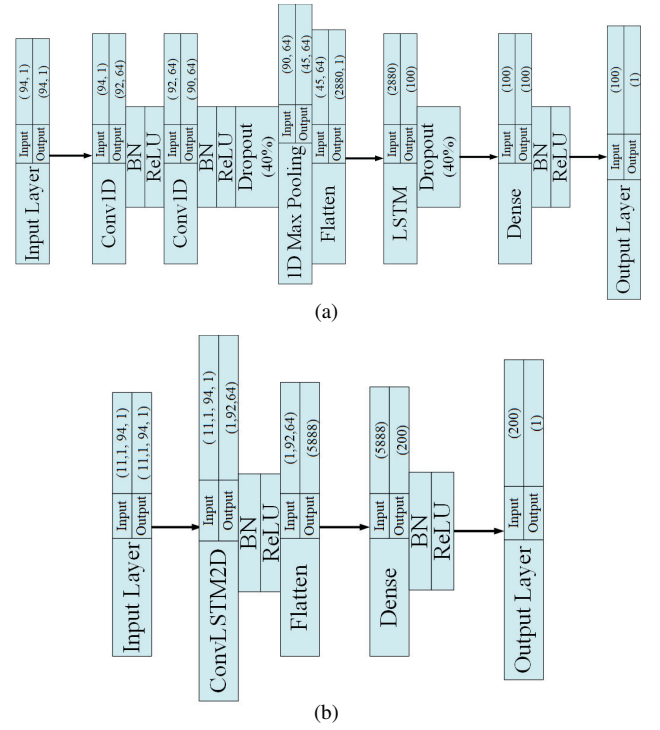 Input Layer
Input
Output
( 94, 1)
(94, 1)
Conv1D
Input
Output
(94, 1)
(92, 64)
BN
ReLU
Conv1D
Input
Output
( 92, 64)
(90, 64)
BN
ReLU
Dropout
(40%)
1D Max Pooling
Input
Output
(90, 64)
(45, 64)
Flatten
Input
Output
( 45, 64)
(2880, 1)
LSTM
Input
Output
(2880)
(100)
Dropout
(40%)
Dense
Input
Output
(100)
(100)
BN
ReLU
Output Layer
Input
Output
(100)
(1)
(a)
Input Layer
Input
Output
(11,1, 94, 1)
( 11,1, 94, 1)
ConvLSTM2D
Input
Output
( 11,1, 94, 1)
(1,92,64)
BN
ReLU
Flatten
Input
Output
(1,92,64)
(5888)
Dense
Input
Output
(5888)
(200)
BN
ReLU
Output Layer
Input
Output
(200)
(1)
(b)